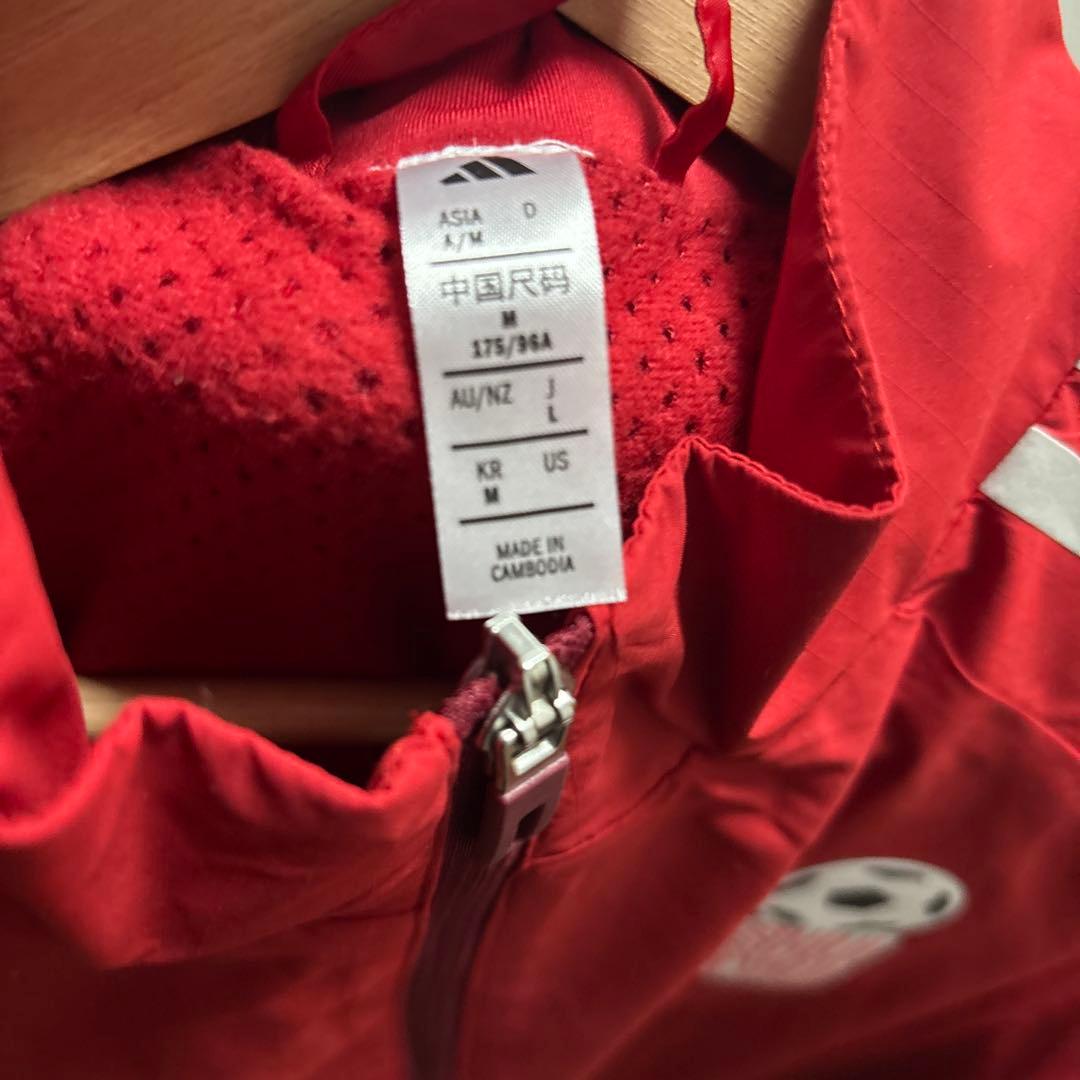 ASIA D
A/M
中国尺码
M
175/96A
AU/NZ J
L
KR US
M
MADE IN
CAMBODIA